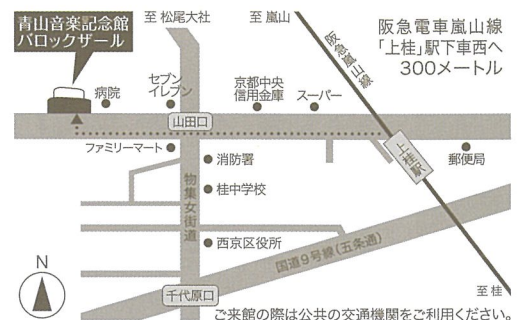 青山音楽記念館
バロックザール
至 松尾大社
至 嵐山
阪急嵐山線
阪急電車嵐山線
「上桂」駅下車西へ
300メートル
病院
セブン
イレブン
京都中央
信用金庫
スーパー
山田口
ファミリーマート
消防署
上桂駅
郵便局
物集女街道
桂中学校
西京区役所
国道9号線(五条通)
N
千代原口
至 桂
ご来館の際は公共の交通機関をご利用ください。